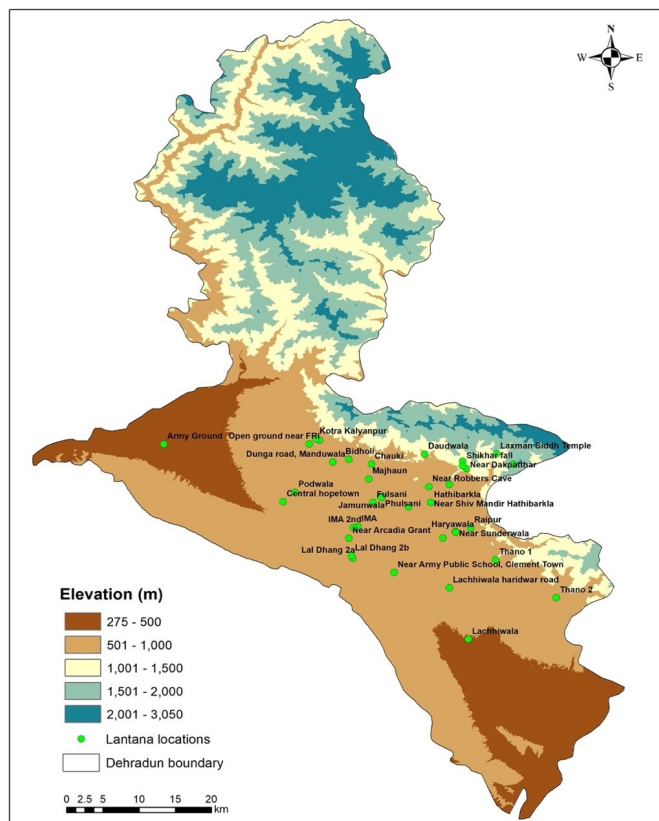 N
W E
S
Army Ground
Open ground near FRI
Kotra Kalyanpur
Dunga road, Manduwala
Bidholi
Chauki
Daudwala
Laxman Siddh Temple
Shikhar fall
Near Dakpatthar
Majhaun
Near Robbers Cave
Podwala
Central hopetown
Fulsani
Hathibarkla
Jamunwala
Phulsani
Near Shiv Mandir Hathibarkla
IMA 2nd
IMA
Haryawala
Raipur
Near Arcadia Grant
Near Sunderwala
Lal Dhang 2a
Lal Dhang 2b
Thano 1
Near Army Public School, Clement Town
Lachhiwala haridwar road
Thano 2
Lachhiwala
Elevation (m)
275 - 500
501 - 1,000
1,001 - 1,500
1,501 - 2,000
2,001 - 3,050
Lantana locations
Dehradun boundary
0 2.5 5 10 15 20
km